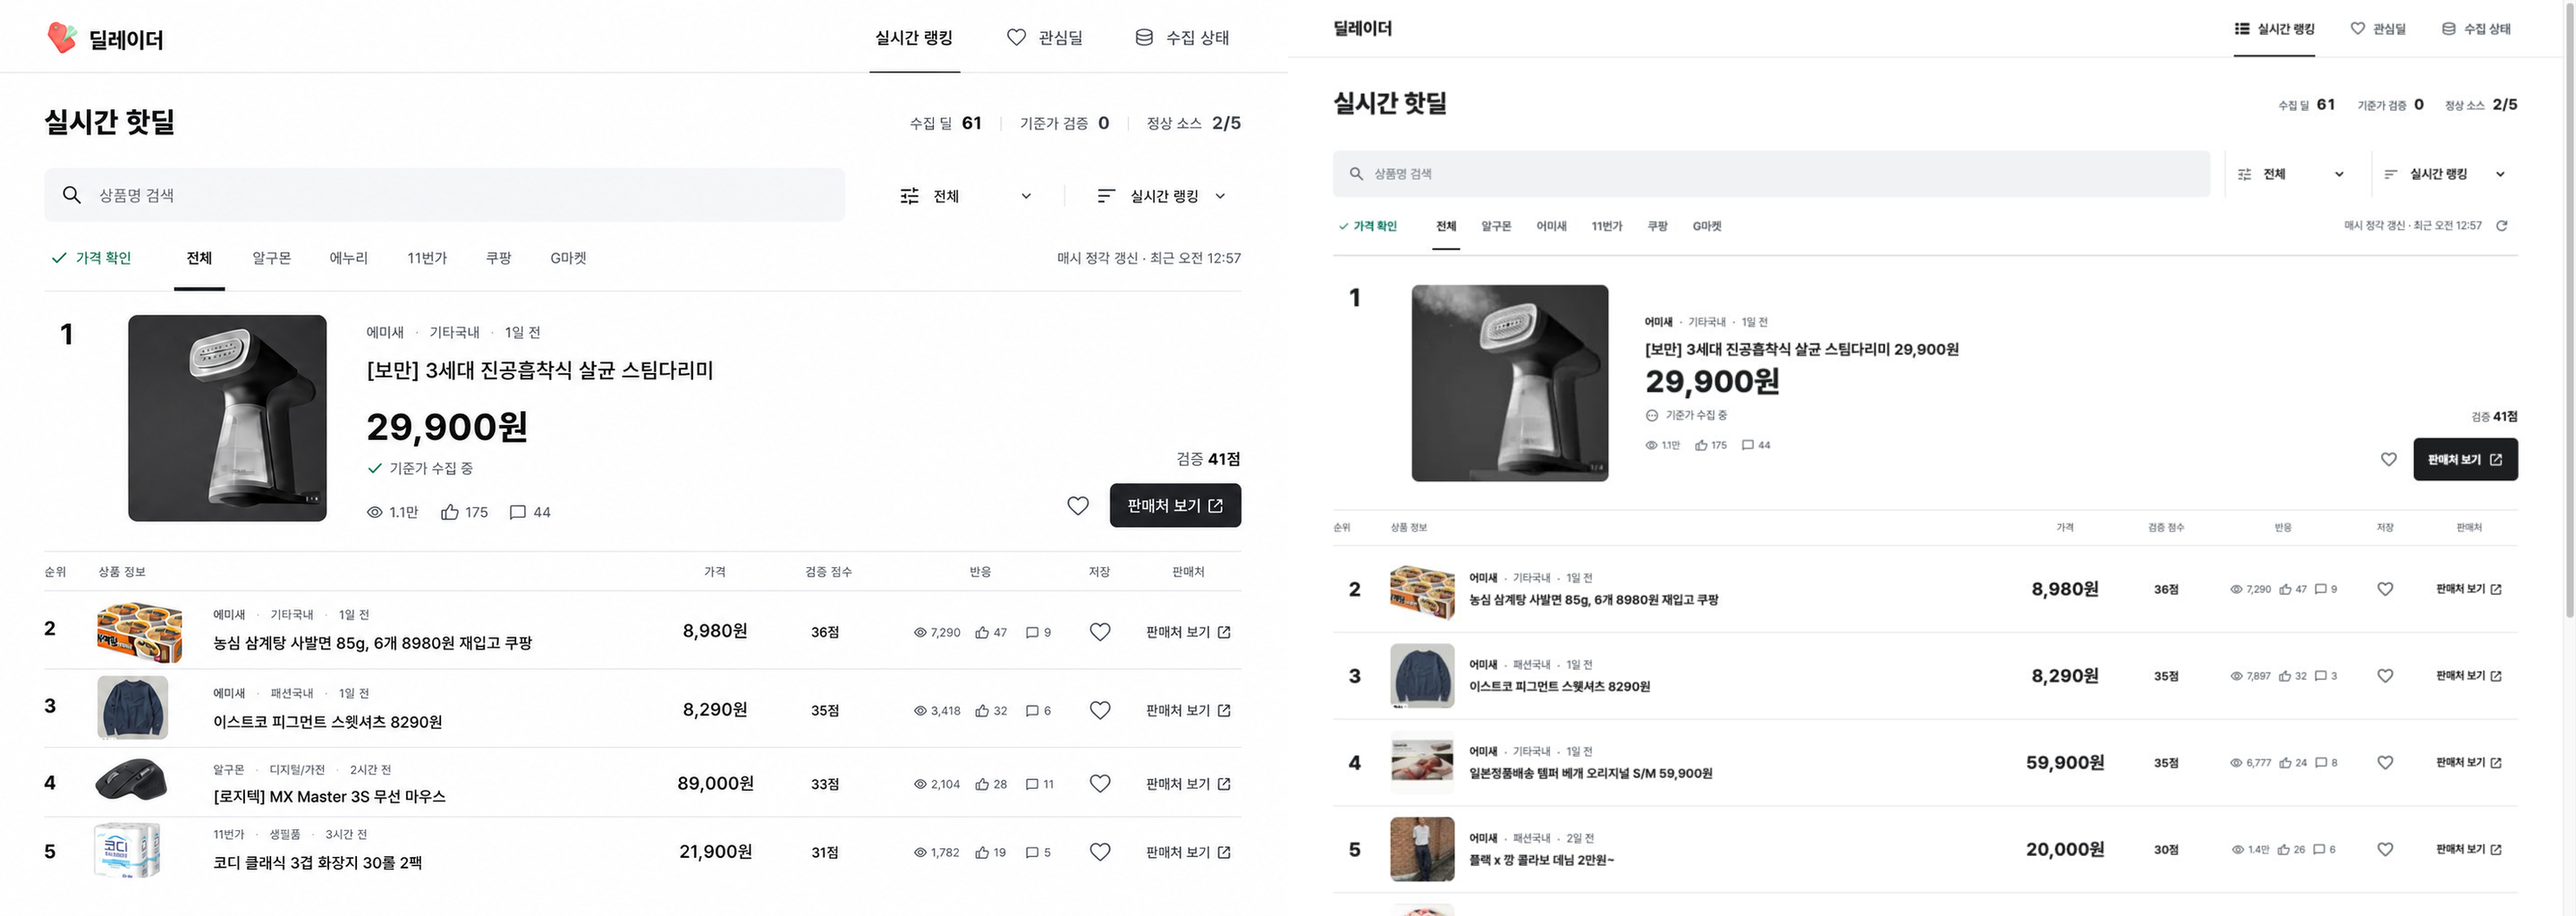 딜레이더
실시간 랭킹
관심딜
수집 상태
실시간 핫딜
수집 딜 61
기준가 검증 0
정상 소스 2/5
상품명 검색
전체
실시간 랭킹
가격 확인
전체
알구몬
에누리
11번가
쿠팡
G마켓
매시 정각 갱신 · 최근 오전 12:57
1
에미새 · 기타국내 · 1일 전
[보만] 3세대 진공흡착식 살균 스팀다리미
29,900원
기준가 수집 중
1.1만 175 44
검증 41점
판매처 보기
순위 상품 정보 가격 검증 점수 반응 저장 판매처
2
에미새 · 기타국내 · 1일 전
농심 삼계탕 사발면 85g, 6개 8980원 재입고 쿠팡
8,980원 36점 7,290 47 9 판매처 보기
3
에미새 · 패션국내 · 1일 전
이스트코 피그먼트 스웻셔츠 8290원
8,290원 35점 3,418 32 6 판매처 보기
4
알구몬 · 디지털/가전 · 2시간 전
[로지텍] MX Master 3S 무선 마우스
89,000원 33점 2,104 28 11 판매처 보기
5
코디
11번가 · 생필품 · 3시간 전
코디 클래식 3겹 화장지 30롤 2팩
21,900원 31점 1,782 19 5 판매처 보기
딜레이더
실시간 랭킹
관심딜
수집 상태
실시간 핫딜
수집 딜 61
기준가 검증 0
정상 소스 2/5
상품명 검색
전체
실시간 랭킹
가격 확인
전체
알구몬
어미새
11번가
쿠팡
G마켓
매시 정각 갱신 · 최근 오전 12:57
1
어미새 · 기타국내 · 1일 전
[보만] 3세대 진공흡착식 살균 스팀다리미 29,900원
29,900원
기준가 수집 중
1.1만 175 44
검증 41점
판매처 보기
순위 상품 정보 가격 검증 점수 반응 저장 판매처
2
어미새 · 기타국내 · 1일 전
농심 삼계탕 사발면 85g, 6개 8980원 재입고 쿠팡
8,980원 36점 7,290 47 9 판매처 보기
3
어미새 · 패션국내 · 1일 전
이스트코 피그먼트 스웻셔츠 8290원
8,290원 35점 7,897 32 3 판매처 보기
4
어미새 · 기타국내 · 1일 전
일본정품배송 템퍼 베개 오리지널 S/M 59,900원
59,900원 35점 6,777 24 8 판매처 보기
5
어미새 · 패션국내 · 2일 전
플랙 x 깡 콜라보 데님 2만원~
20,000원 30점 1.4만 26 6 판매처 보기